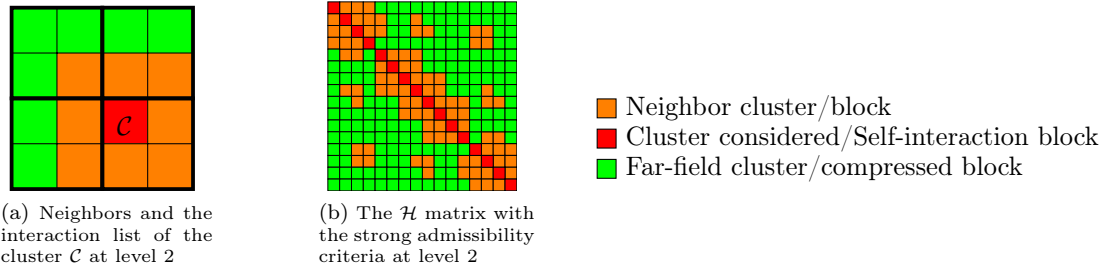 C
Neighbor cluster/block
Cluster considered/Self-interaction block
Far-field cluster/compressed block
(a) Neighbors and the
interaction list of the
cluster C at level 2
(b) The H matrix with
the strong admissibility
criteria at level 2